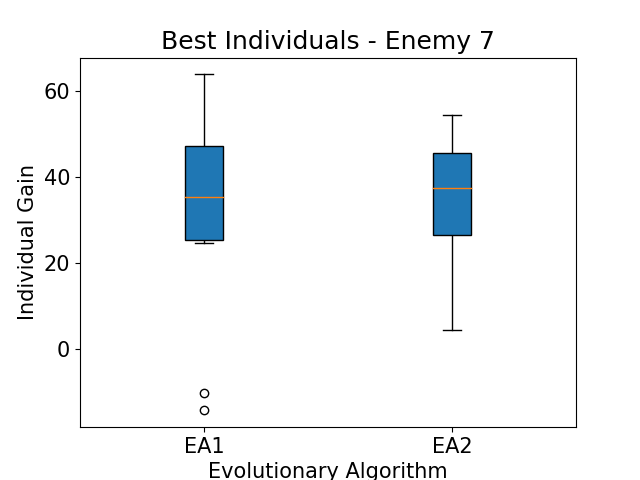 Best Individuals - Enemy 7
Individual Gain
60
40
20
0
EA1 EA2
Evolutionary Algorithm